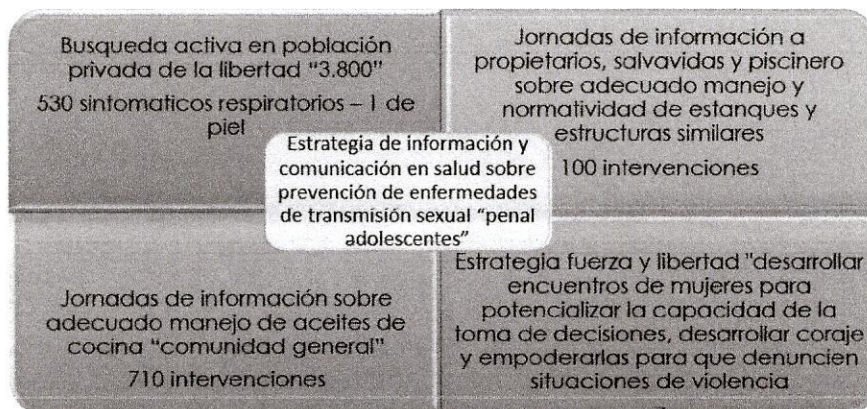 Busqueda activa en población
privada de la libertad "3.800"
530 sintomaticos respiratorios – 1 de
piel
Jornadas de información a
propietarios, salvavidas y piscinero
sobre adecuado manejo y
normatividad de estanques y
estructuras similares
100 intervenciones
Estrategia de información y
comunicación en salud sobre
prevención de enfermedades
de transmisión sexual "penal
adolescentes"
Jornadas de información sobre
adecuado manejo de aceites de
cocina "comunidad general"
710 intervenciones
Estrategia fuerza y libertad "desarrollar
encuentros de mujeres para
potencializar la capacidad de la
toma de decisiones, desarrollar coraje
y empoderarlas para que denuncien
situaciones de violencia